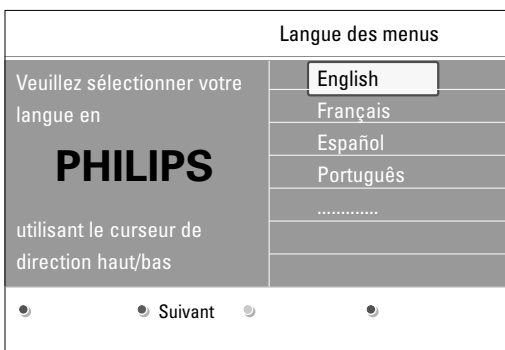 Langue des menus
Veuillez sélectionner votre
langue en
PHILIPS
utilisant le curseur de
direction haut/bas
English
Français
Español
Português
.............
Suivant